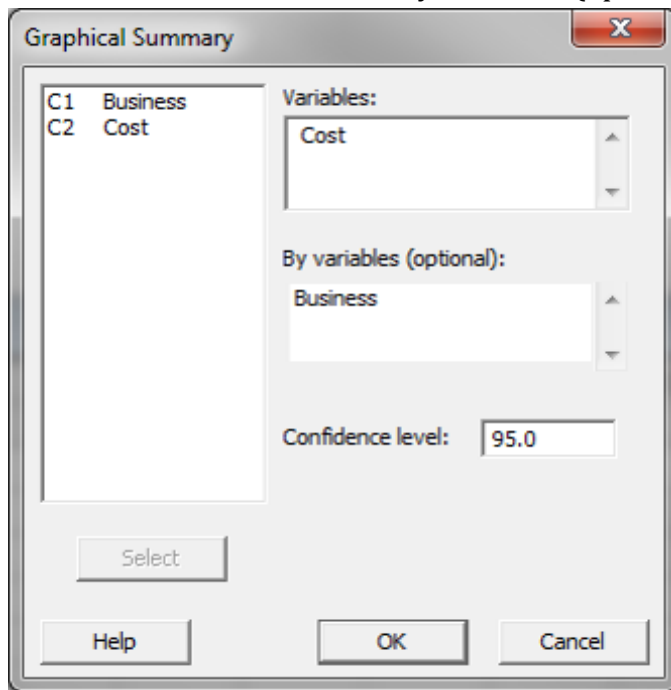 Graphical Summary
C1 Business
C2 Cost
Variables:
Cost
By variables (optional):
Business
Confidence level: 95.0
Select
Help OK Cancel